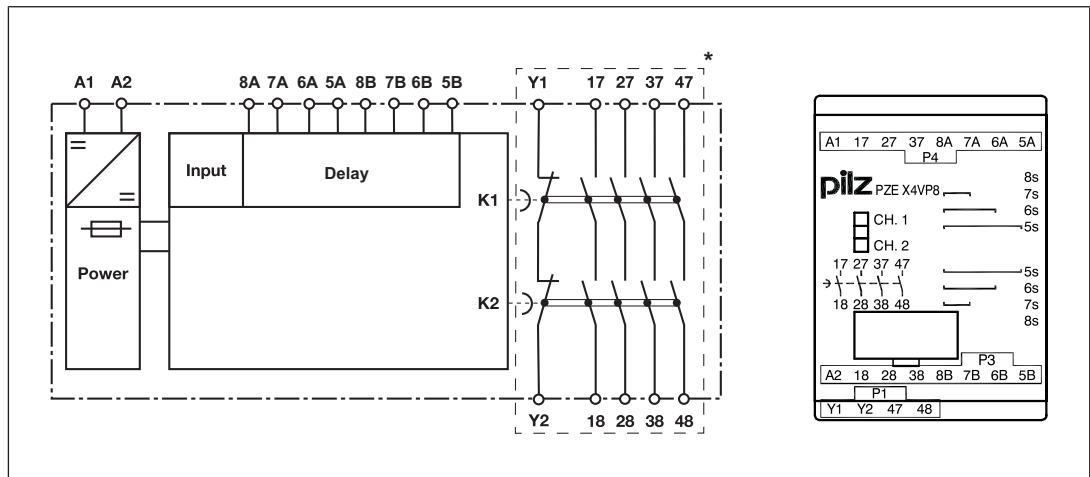 *
A1 A2 8A 7A 6A 5A 8B 7B 6B 5B Y1 17 27 37 47
=
=
Input Delay
K1
Power
K2
Y2 18 28 38 48
A1 17 27 37 8A 7A 6A 5A
P4
pilz PZE X4VP8
8s
7s
6s
5s
CH. 1
CH. 2
17 27 37 47
18 28 38 48
5s
6s
7s
8s
P3
A2 18 28 38 8B 7B 6B 5B
P1
Y1 Y2 47 48